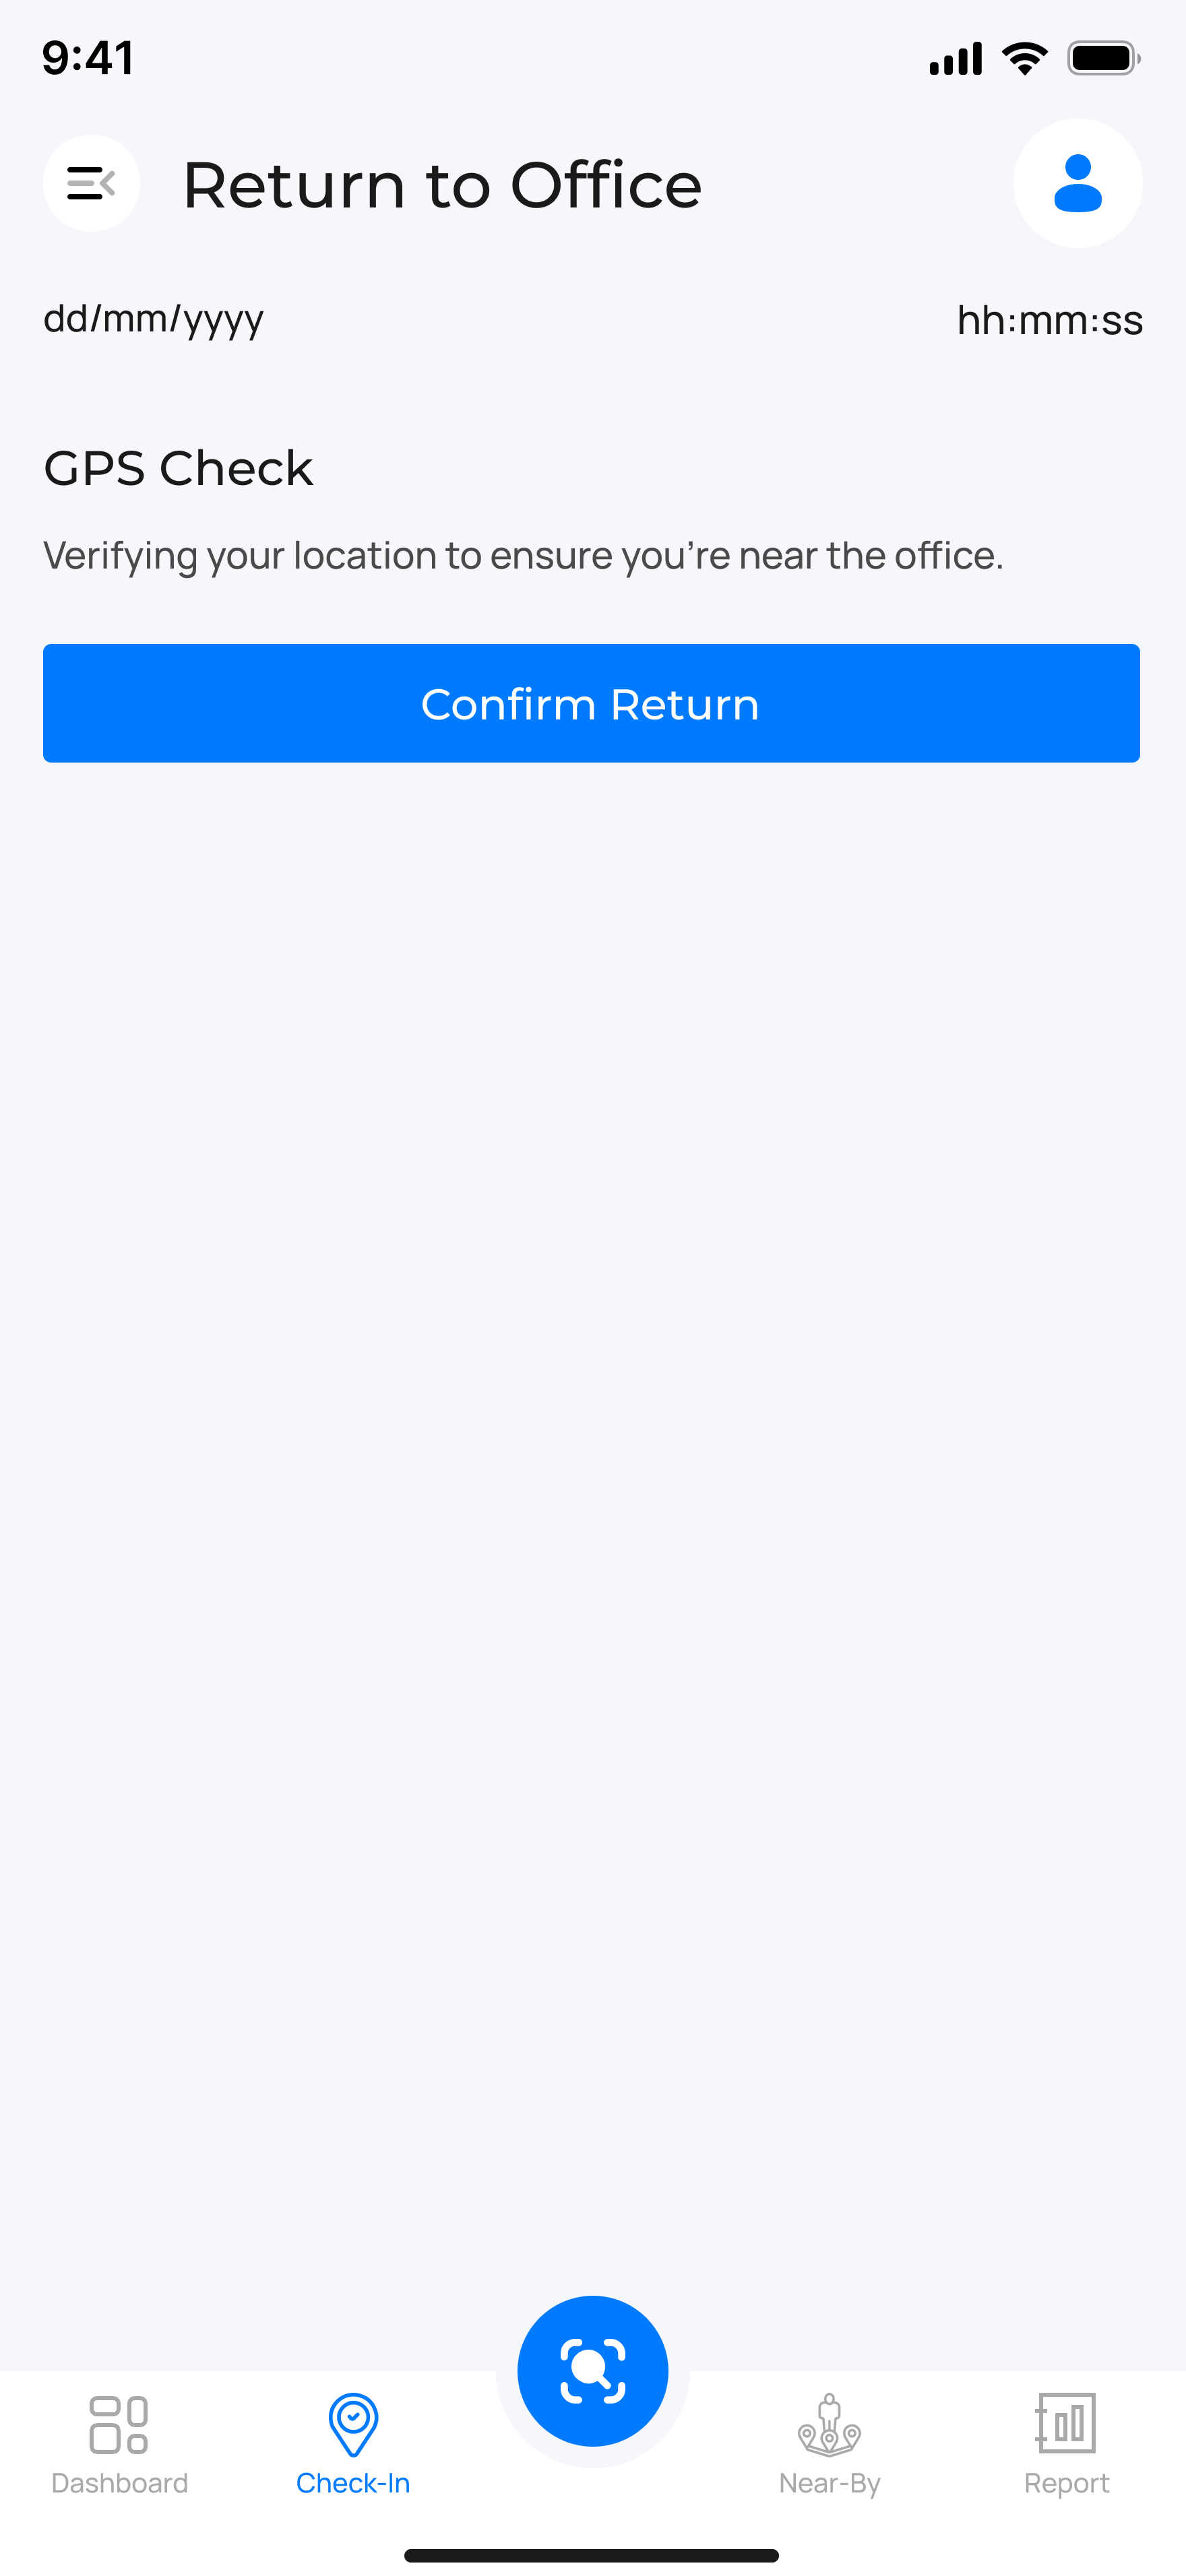 9:41
Return to Office
dd/mm/yyyy
hh:mm:ss
GPS Check
Verifying your location to ensure you're near the office.
Confirm Return
Dashboard
Check-In
Near-By
Report